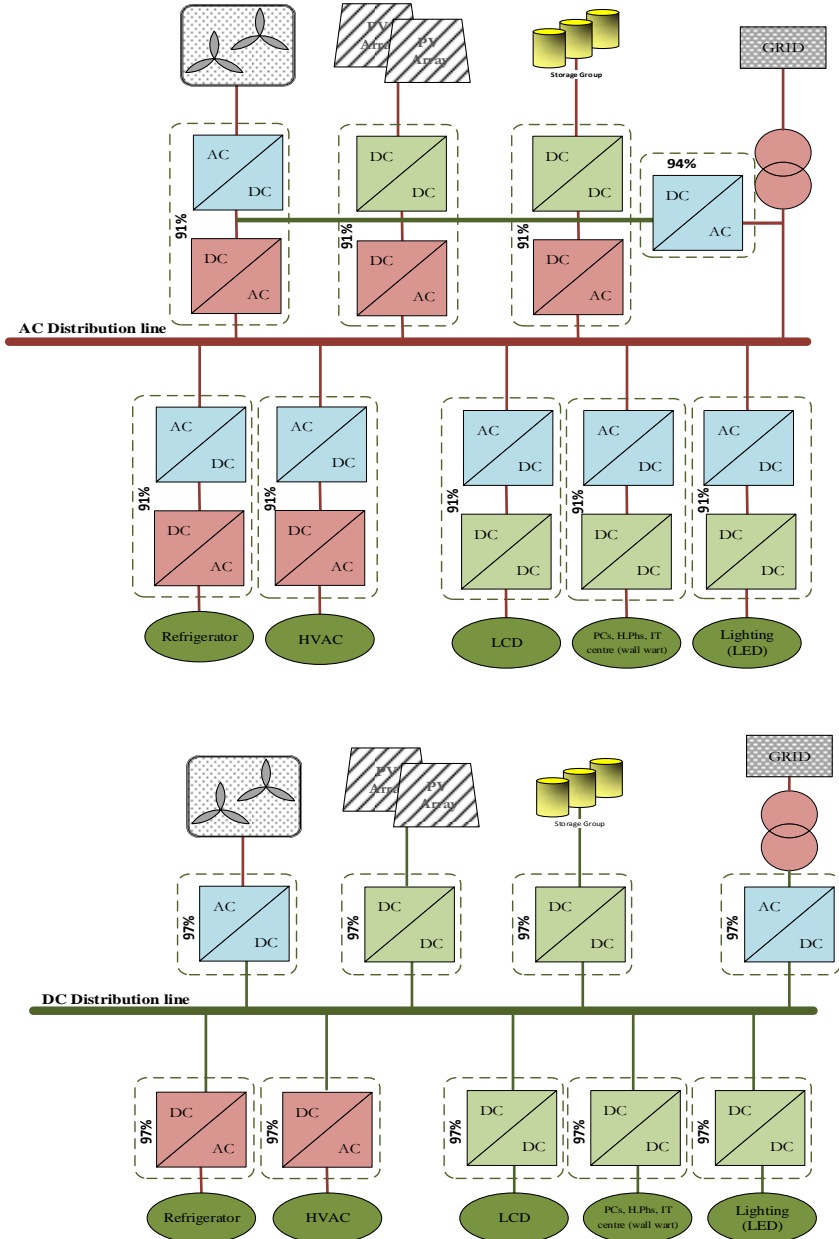 PV
Array
PV
Array
Storage Group
GRID
AC
DC
DC
DC
DC
DC
94%
DC
AC
91%
91%
91%
DC
AC
DC
AC
DC
AC
AC Distribution line
AC
DC
AC
DC
AC
DC
AC
DC
AC
DC
91%
91%
91%
91%
91%
DC
AC
DC
AC
DC
DC
DC
DC
DC
DC
Refrigerator
HVAC
LCD
PCs, H.Phs, IT
centre (wall wart)
Lighting
(LED)
PV
Array
PV
Array
Storage Group
GRID
97%
AC
DC
97%
DC
DC
97%
DC
DC
97%
AC
DC
DC Distribution line
97%
DC
AC
97%
DC
AC
97%
DC
DC
97%
DC
DC
97%
DC
DC
Refrigerator
HVAC
LCD
PCs, H.Phs, IT
centre (wall wart)
Lighting
(LED)